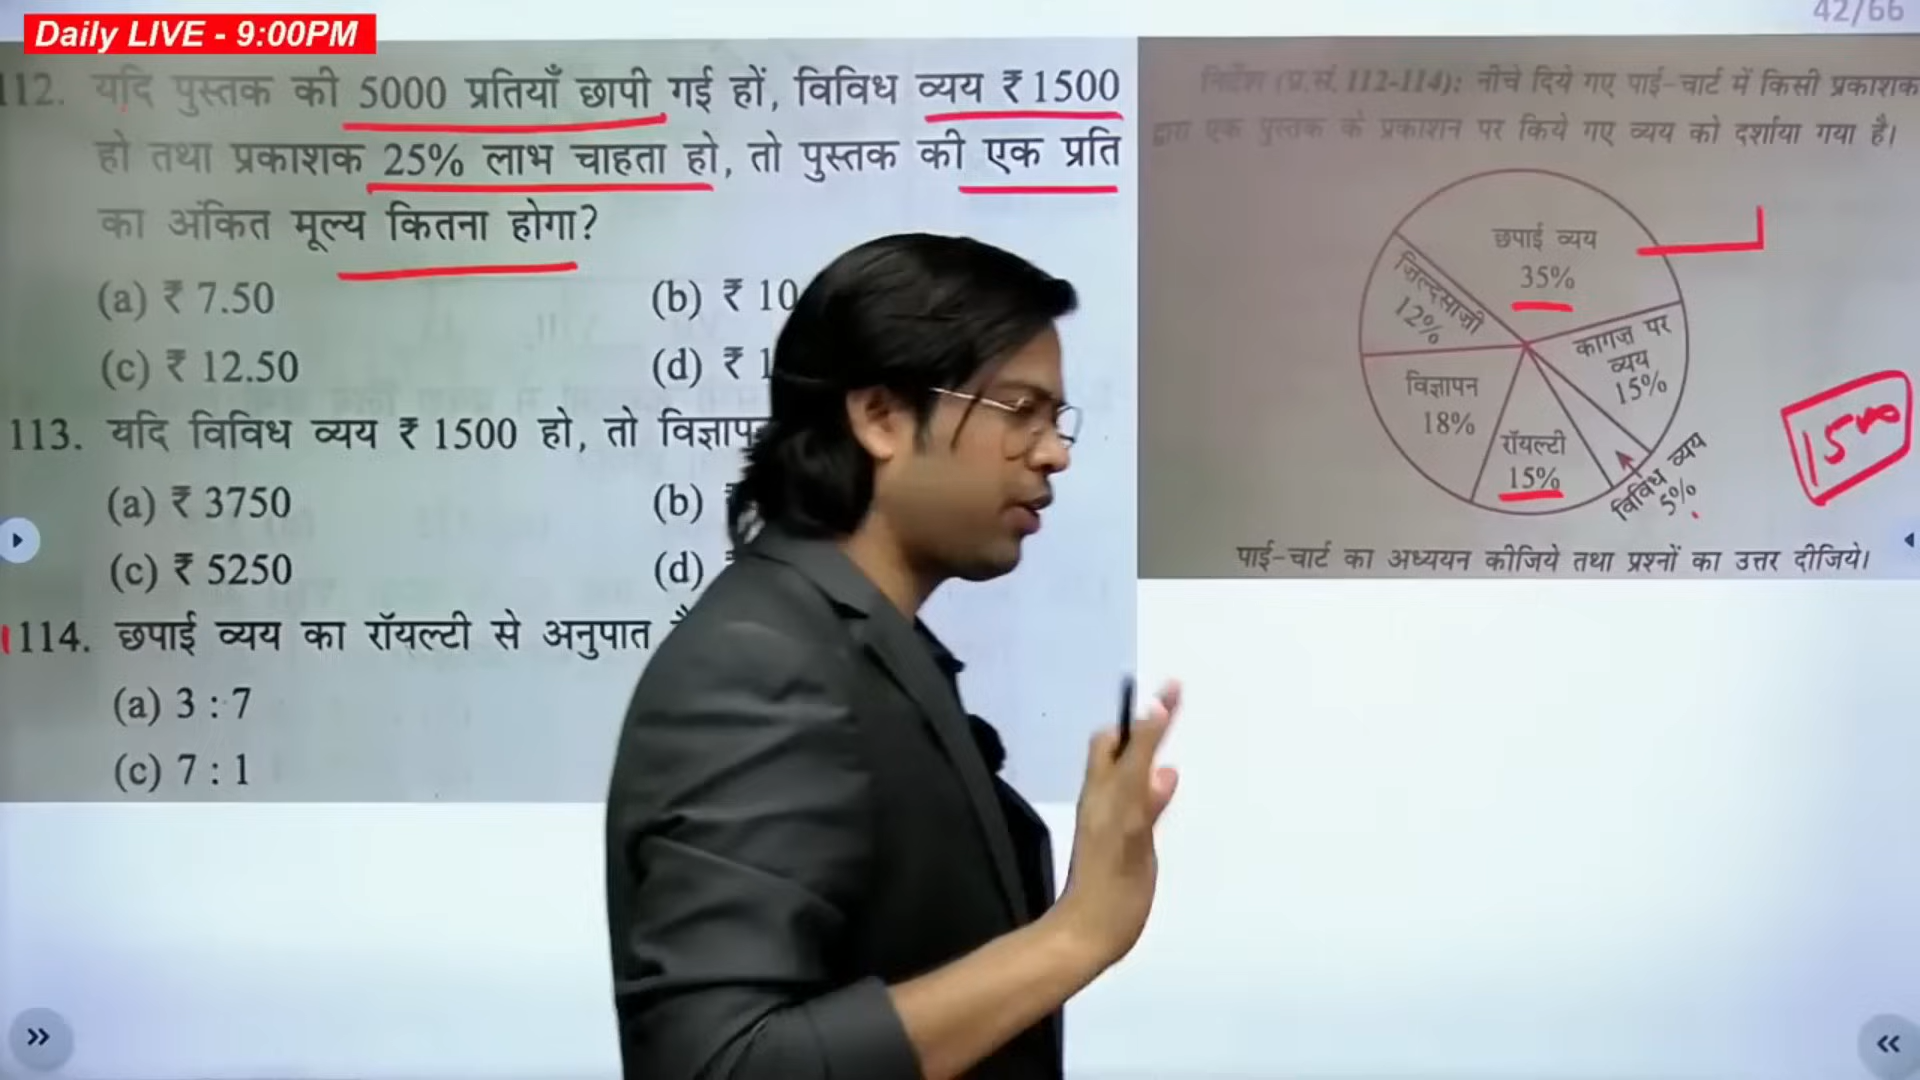 42/66
Daily LIVE - 9:00PM
112. यदि पुस्तक की 5000 प्रतियाँ छापी गई हों, विविध व्यय ₹ 1500
हो तथा प्रकाशक 25% लाभ चाहता हो, तो पुस्तक की एक प्रति
का अंकित मूल्य कितना होगा?
(a) ₹ 7.50
(b) ₹ 10
(c) ₹ 12.50
(d) ₹ 1
113. यदि विविध व्यय ₹ 1500 हो, तो विज्ञाप
(a) ₹ 3750
(b)
(c) ₹ 5250
(d)
114. छपाई व्यय का रॉयल्टी से अनुपात
(a) 3 : 7
(c) 7 : 1
निर्देश (प्र.सं. 112-114): नीचे दिये गए पाई-चार्ट में किसी प्रकाशक
द्वारा एक पुस्तक के प्रकाशन पर किये गए व्यय को दर्शाया गया है।
छपाई व्यय
35%
जिल्दसाज़ी
12%
कागज़ पर
व्यय
15%
विज्ञापन
18%
रॉयल्टी
15%
विविध व्यय
5%
1500
पाई-चार्ट का अध्ययन कीजिये तथा प्रश्नों का उत्तर दीजिये।